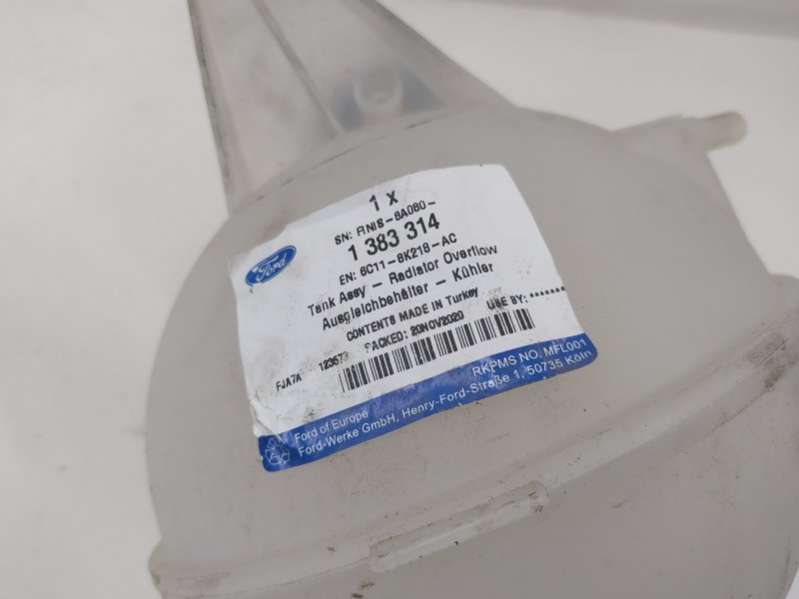 1 X
SN: FINIS-8A080-
1 383 314
EN: 6C11-8K218-AC
Ford
Tank Assy - Radiator Overflow
Ausgleichbehälter - Kühler
CONTENTS MADE IN Turkey
PACKED: 20NOV2020 USE BY: *******
FJA7A 123673
RKPMS NO. MFL001
Ford of Europe
Ford-Werke GmbH, Henry-Ford-Straße 1, 50735 Köln